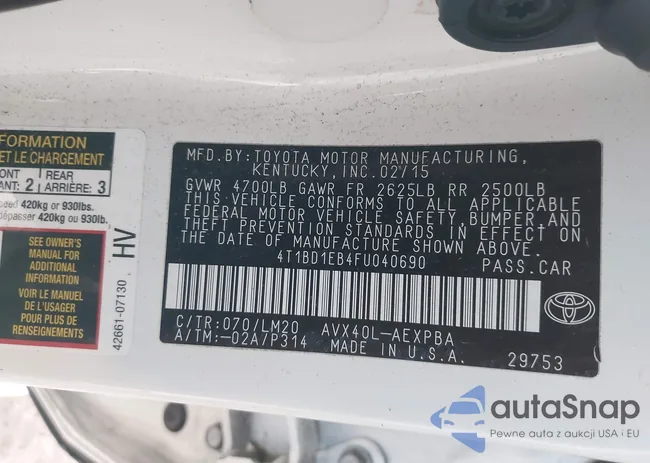 FORMATION
ET LE CHARGEMENT
ONT REAR
ANT: 2 ARRIÈRE: 3
eed 420kg or 930lbs.
dépasser 420kg ou 930lb.
SEE OWNER'S
MANUAL FOR
ADDITIONAL
INFORMATION
VOIR LE MANUEL
DE L'USAGER
POUR PLUS DE
RENSEIGNEMENTS
HV
42661-07130
MFD.BY:TOYOTA MOTOR MANUFACTURING,
KENTUCKY,INC.02/15
GVWR 4700LB GAWR FR 2625LB RR 2500LB
THIS VEHICLE CONFORMS TO ALL APPLICABLE
FEDERAL MOTOR VEHICLE SAFETY,BUMPER,AND
THEFT PREVENTION STANDARDS IN EFFECT ON
THE DATE OF MANUFACTURE SHOWN ABOVE.
4T1BD1EB4FU040690
PASS.CAR
C/TR:070/LM20 AVX40L-AEXPBA
A/TM:-02A/P314 MADE IN U.S.A. 29753
autaSnap
Pewne auta z aukcji USA i EU